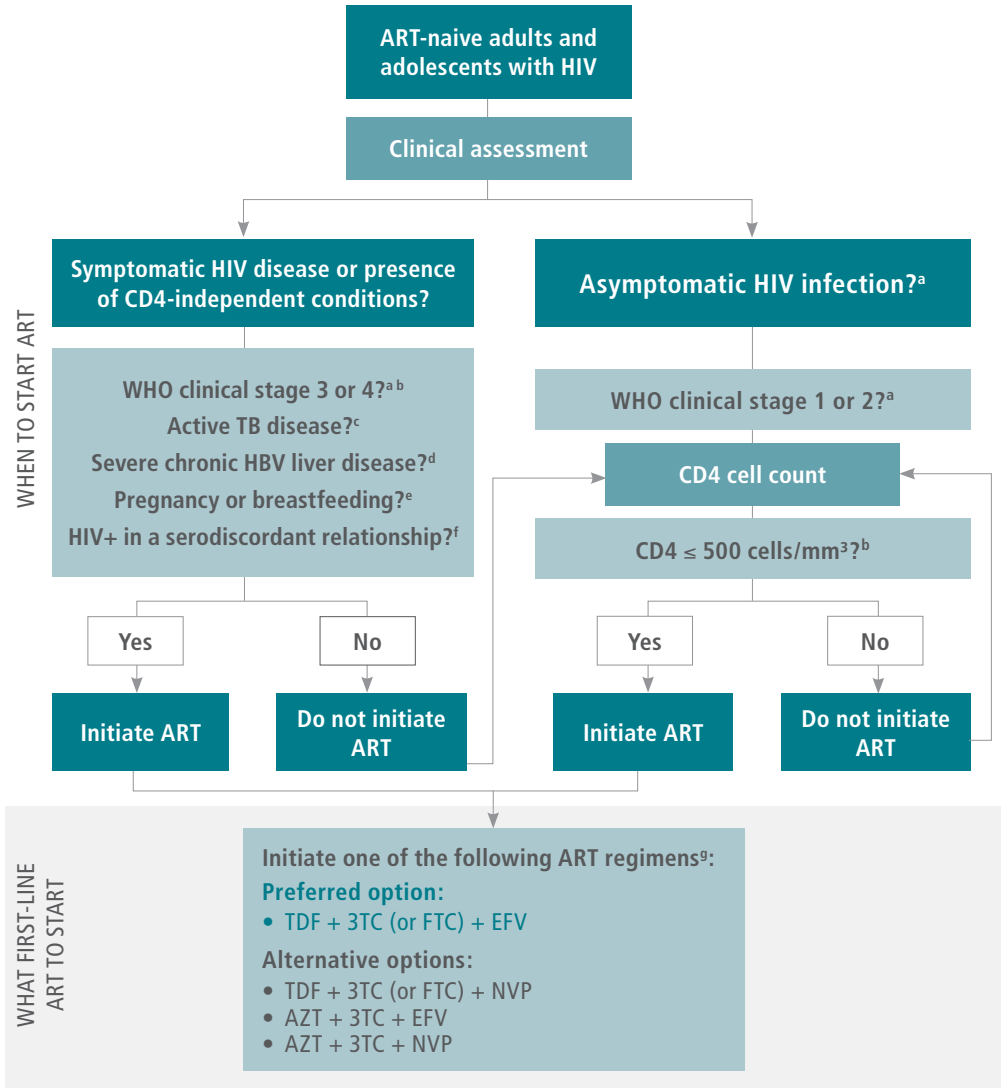 ART-naive adults and
adolescents with HIV
Clinical assessment
WHEN TO START ART
Symptomatic HIV disease or presence
of CD4-independent conditions?
WHO clinical stage 3 or 4?ᵃ ᵇ
Active TB disease?ᶜ
Severe chronic HBV liver disease?ᵈ
Pregnancy or breastfeeding?ᵉ
HIV+ in a serodiscordant relationship?ᶠ
Yes
No
Initiate ART
Do not initiate
ART
Asymptomatic HIV infection?ᵃ
WHO clinical stage 1 or 2?ᵃ
CD4 cell count
CD4 ≤ 500 cells/mm³?ᵇ
Yes
No
Initiate ART
Do not initiate
ART
WHAT FIRST-LINE
ART TO START
Initiate one of the following ART regimensᵍ:
Preferred option:
• TDF + 3TC (or FTC) + EFV
Alternative options:
• TDF + 3TC (or FTC) + NVP
• AZT + 3TC + EFV
• AZT + 3TC + NVP